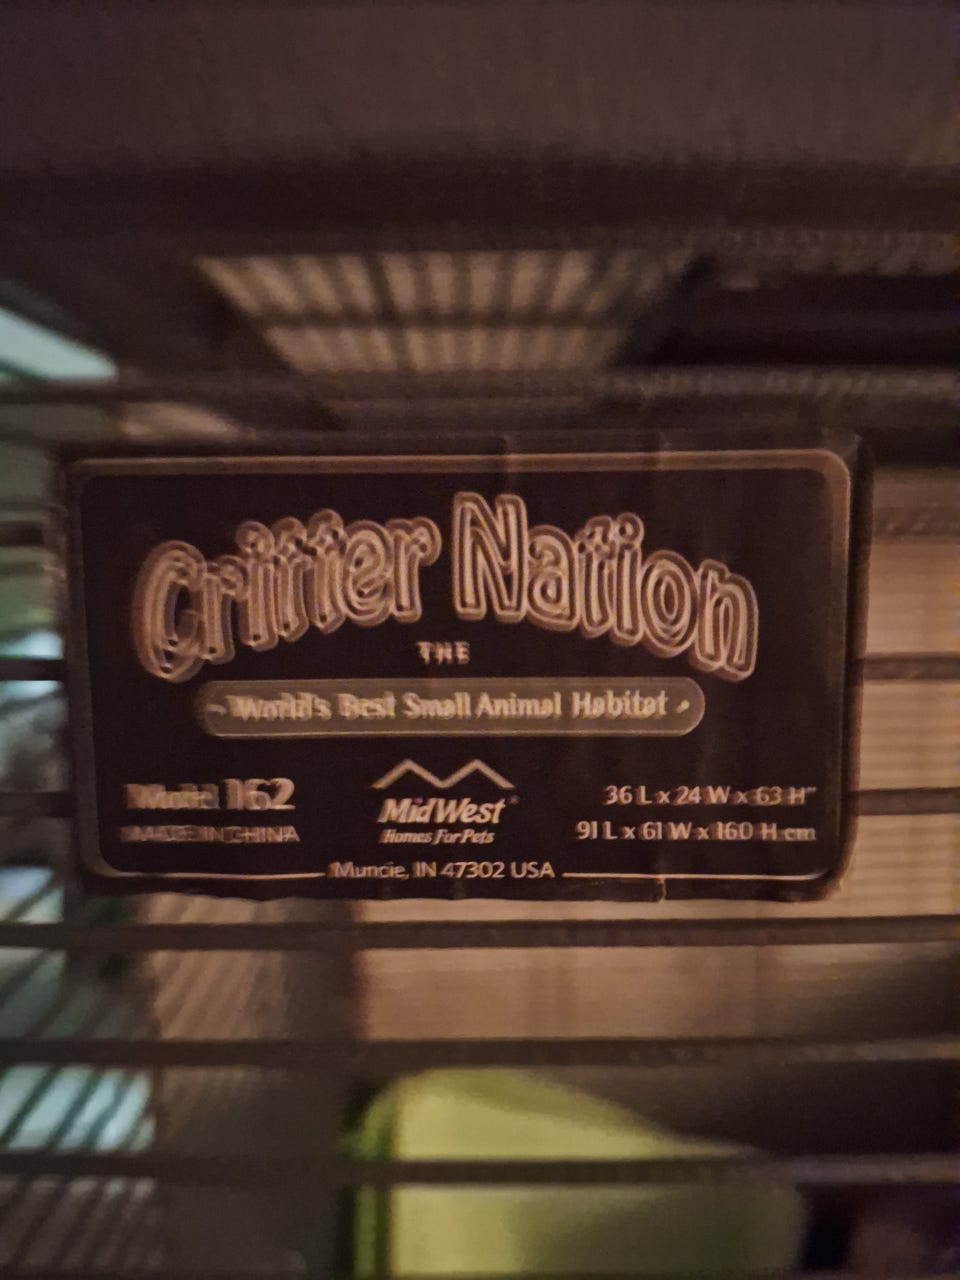 Critter Nation
THE
~ World's Best Small Animal Habitat •
Model 162
MADE IN CHINA
MidWest®
Homes For Pets
36 L x 24 W x 63 H"
91 L x 61 W x 160 H cm
Muncie, IN 47302 USA